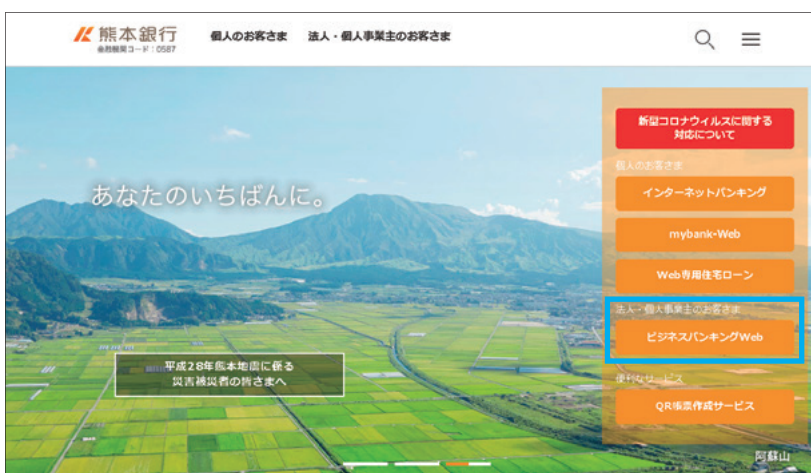 熊本銀行
金融機関コード：0587
個人のお客さま 法人・個人事業主のお客さま
新型コロナウィルスに関する
対応について
個人のお客さま
インターネットバンキング
あなたのいちばんに。
mybank-Web
Web専用住宅ローン
法人・個人事業主のお客さま
ビジネスバンキングWeb
平成28年熊本地震に係る
災害被災者の皆さまへ
便利なサービス
QR帳票作成サービス
阿蘇山